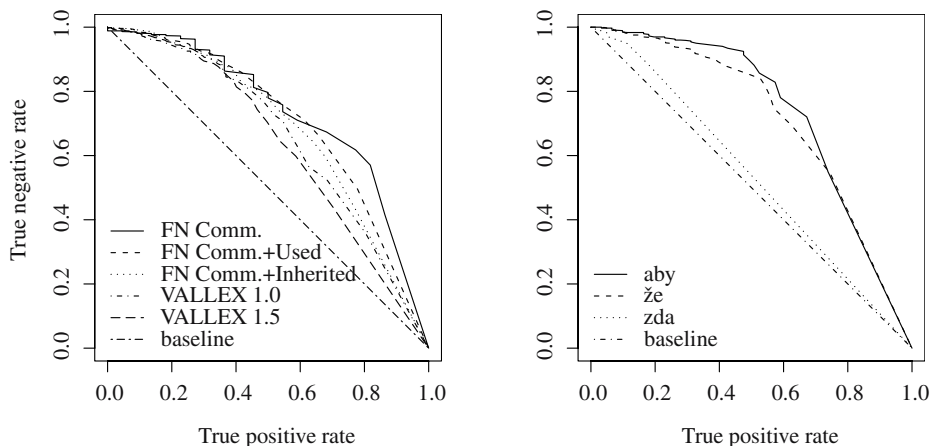 True negative rate
1.0
0.8
0.6
0.4
0.2
0.0
FN Comm.
FN Comm.+Used
FN Comm.+Inherited
VALLEX 1.0
VALLEX 1.5
baseline
0.0 0.2 0.4 0.6 0.8 1.0
True positive rate
1.0
0.8
0.6
0.4
0.2
0.0
aby
že
zda
baseline
0.0 0.2 0.4 0.6 0.8 1.0
True positive rate